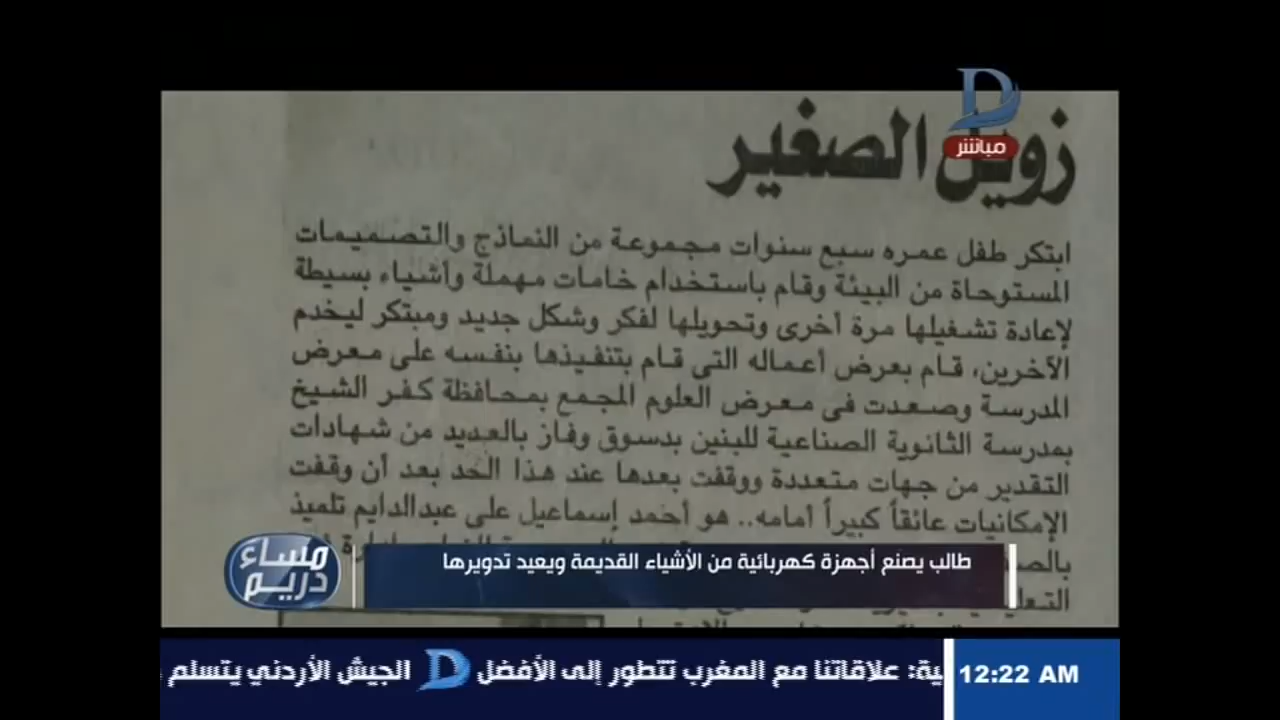 زويل الصغير
مباشر
ابتكر طفل عمره سبع سنوات مجموعة من النماذج والتصميمات
المستوحاة من البيئة وقام باستخدام خامات مهملة وأشياء بسيطة
لإعادة تشغيلها مرة أخرى وتحويلها لفكر وشكل جديد ومبتكر ليخدم
الآخرين، قام بعرض أعماله التى قام بتنفيذها بنفسه على معرض
المدرسة وصعدت فى معرض العلوم المجمع بمحافظة كفر الشيخ
بمدرسة الثانوية الصناعية للبنين بدسوق وفاز بالعديد من شهادات
التقدير من جهات متعددة ووقفت بعدها عند هذا الحد بعد أن وقفت
الإمكانيات عائقاً كبيراً أمامه.. هو أحمد إسماعيل على عبدالدايم تلميذ
مساء دريم
طالب يصنع أجهزة كهربائية من الأشياء القديمة ويعيد تدويرها
ية: علاقاتنا مع المغرب تتطور إلى الأفضل D الجيش الأردني يتسلم
12:22 AM